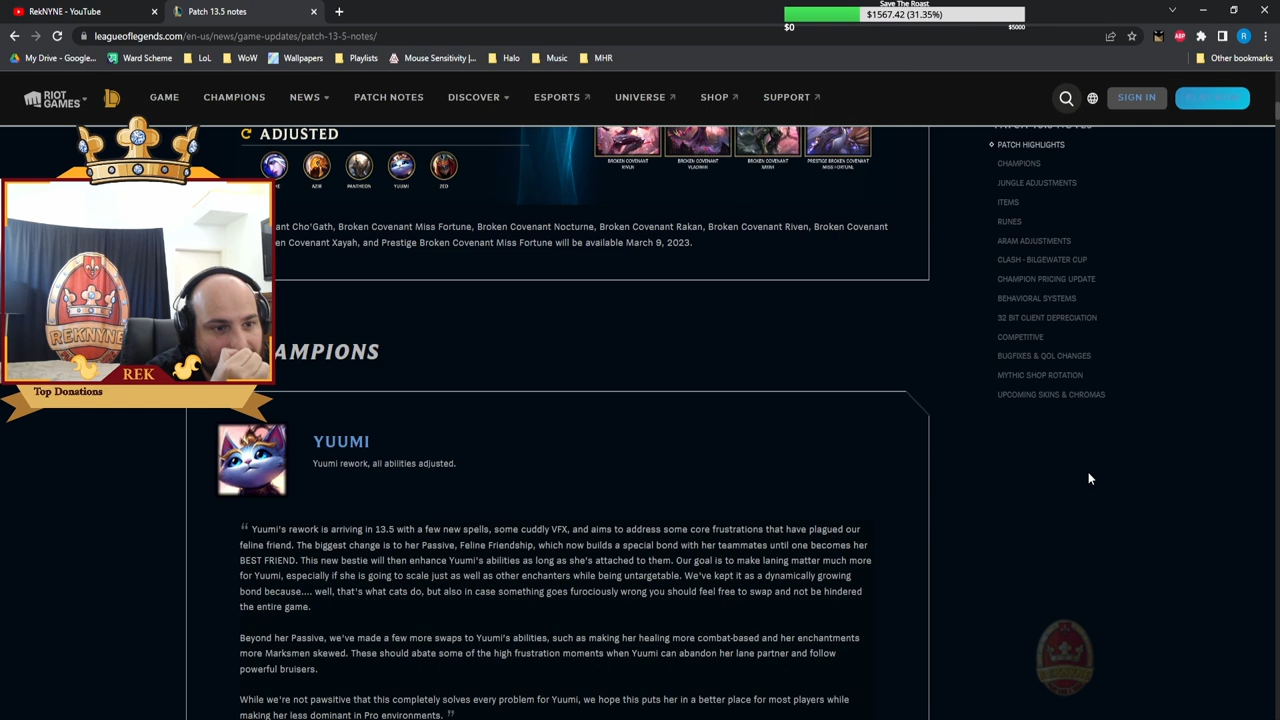 Save The Roast
RekNYNE - YouTube
Patch 13.5 notes
$1567.42 (31.35%)
$0
$5000
leagueoflegends.com/en-us/news/game-updates/patch-13-5-notes/
ABP
R
My Drive - Google...
Ward Scheme
LoL
WoW
Wallpapers
Playlists
Mouse Sensitivity |...
Halo
Music
MHR
Other bookmarks
RIOT GAMES
GAME
CHAMPIONS
NEWS
PATCH NOTES
DISCOVER
ESPORTS
UNIVERSE
SHOP
SUPPORT
SIGN IN
ADJUSTED
AZIR
PANTHEON
YUUMI
ZED
BROKEN COVENANT RIVEN
BROKEN COVENANT VLADIMIR
BROKEN COVENANT XAYAH
PRESTIGE BROKEN COVENANT MISS FORTUNE
ant Cho'Gath, Broken Covenant Miss Fortune, Broken Covenant Nocturne, Broken Covenant Rakan, Broken Covenant Riven, Broken Covenant
en Covenant Xayah, and Prestige Broken Covenant Miss Fortune will be available March 9, 2023.
PATCH HIGHLIGHTS
CHAMPIONS
JUNGLE ADJUSTMENTS
ITEMS
RUNES
ARAM ADJUSTMENTS
CLASH - BILGEWATER CUP
CHAMPION PRICING UPDATE
BEHAVIORAL SYSTEMS
32 BIT CLIENT DEPRECIATION
COMPETITIVE
BUGFIXES & QOL CHANGES
MYTHIC SHOP ROTATION
UPCOMING SKINS & CHROMAS
REKNYNE
REK
Top Donations
AMPIONS
YUUMI
Yuumi rework, all abilities adjusted.
“ Yuumi's rework is arriving in 13.5 with a few new spells, some cuddly VFX, and aims to address some core frustrations that have plagued our
feline friend. The biggest change is to her Passive, Feline Friendship, which now builds a special bond with her teammates until one becomes her
BEST FRIEND. This new bestie will then enhance Yuumi's abilities as long as she's attached to them. Our goal is to make laning matter much more
for Yuumi, especially if she is going to scale just as well as other enchanters while being untargetable. We've kept it as a dynamically growing
bond because.... well, that's what cats do, but also in case something goes furociously wrong you should feel free to swap and not be hindered
the entire game.
Beyond her Passive, we've made a few more swaps to Yuumi's abilities, such as making her healing more combat-based and her enchantments
more Marksmen skewed. These should abate some of the high frustration moments when Yuumi can abandon her lane partner and follow
powerful bruisers.
While we're not pawsitive that this completely solves every problem for Yuumi, we hope this puts her in a better place for most players while
making her less dominant in Pro environments. ”